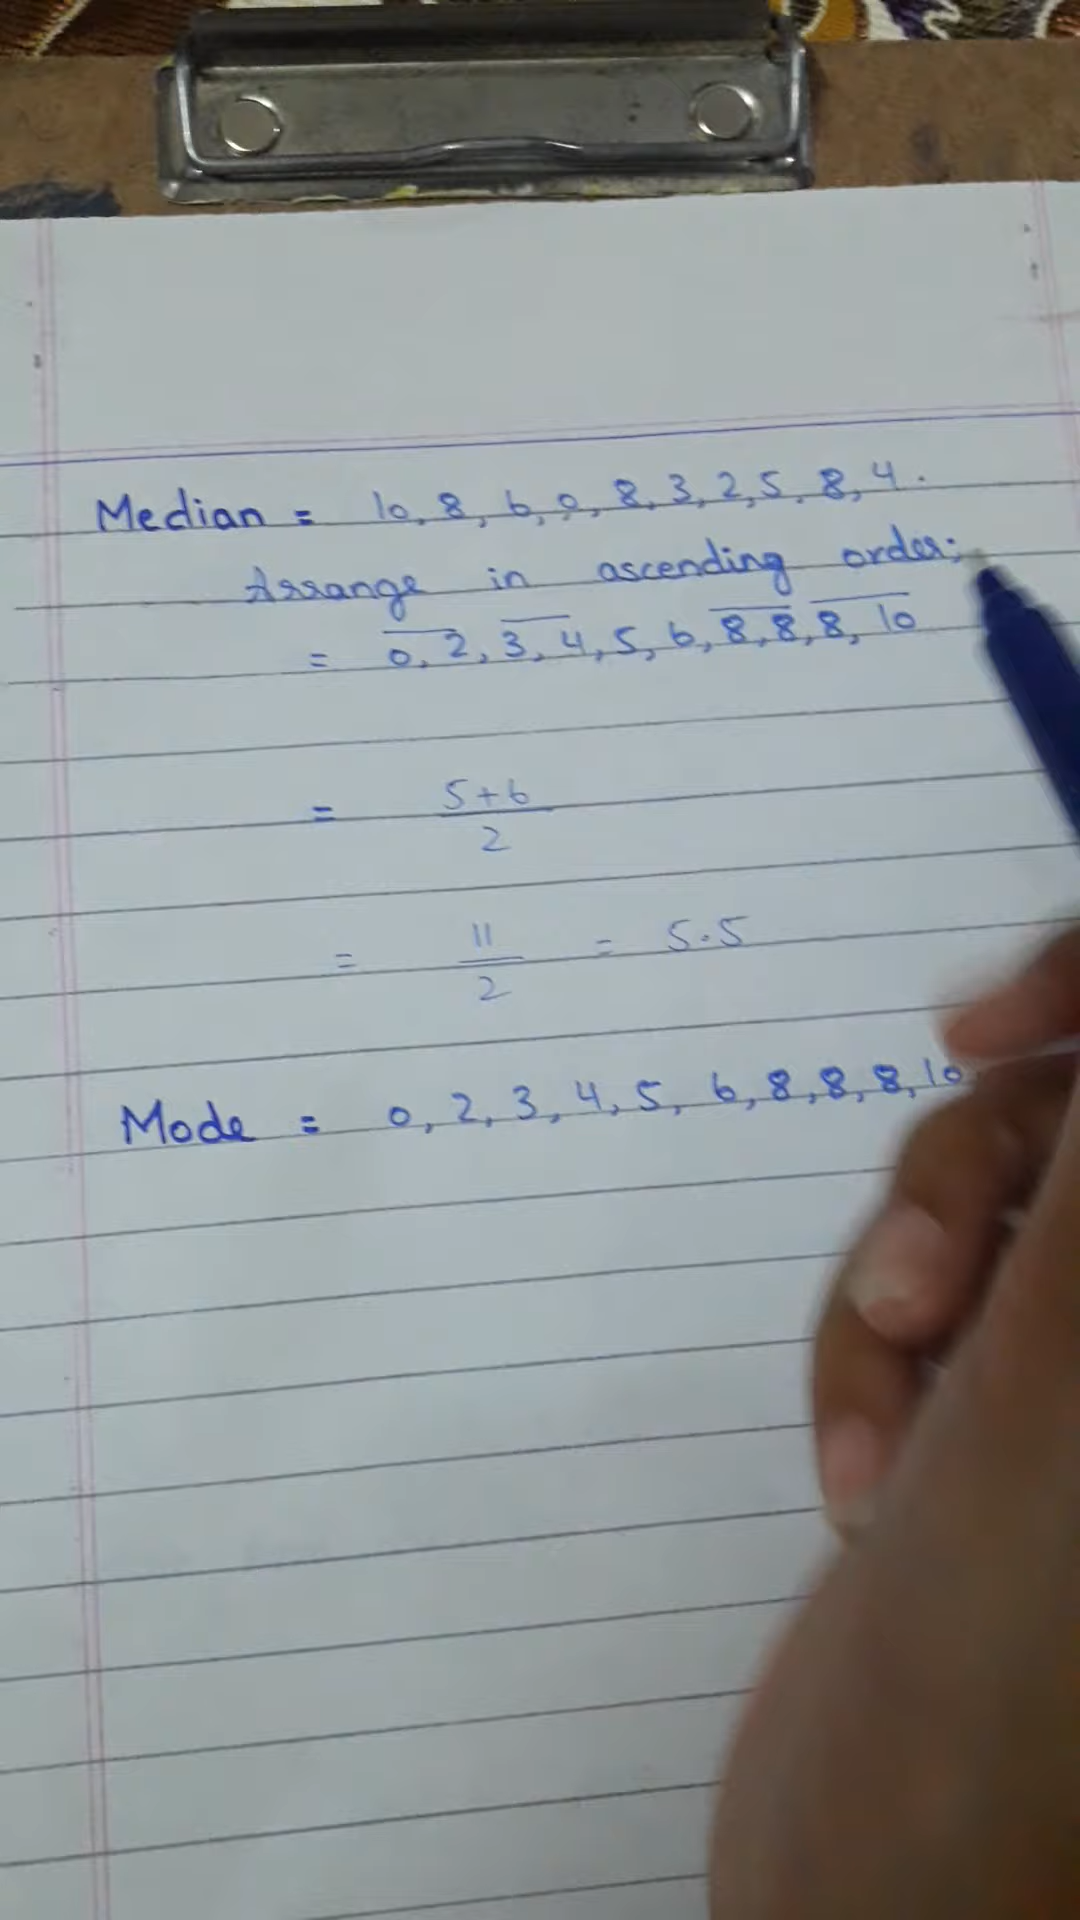 Median = 10, 8, 6, 0, 8, 3, 2, 5, 8, 4.
Arrange in ascending order:
= 0, 2, 3, 4, 5, 6, 8, 8, 8, 10
= 5+6
2
= 11 = 5.5
2
Mode = 0, 2, 3, 4, 5, 6, 8, 8, 8, 10